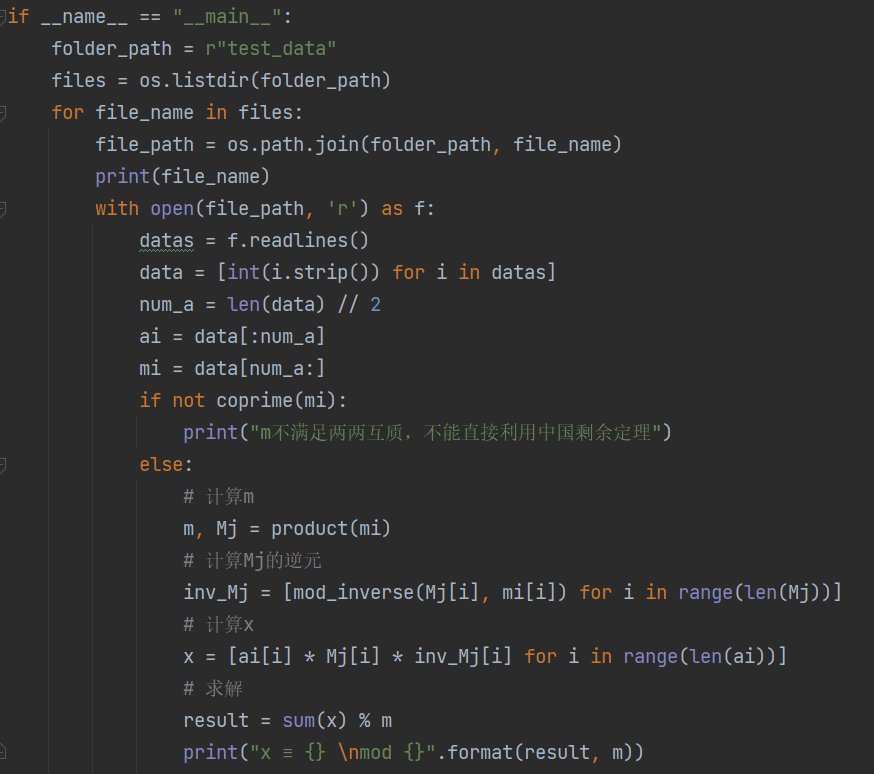 if __name__ == "__main__":
    folder_path = r"test_data"
    files = os.listdir(folder_path)
    for file_name in files:
        file_path = os.path.join(folder_path, file_name)
        print(file_name)
        with open(file_path, 'r') as f:
            datas = f.readlines()
            data = [int(i.strip()) for i in datas]
            num_a = len(data) // 2
            ai = data[:num_a]
            mi = data[num_a:]
            if not coprime(mi):
                print("m不满足两两互质，不能直接利用中国剩余定理")
            else:
                # 计算m
                m, Mj = product(mi)
                # 计算Mj的逆元
                inv_Mj = [mod_inverse(Mj[i], mi[i]) for i in range(len(Mj))]
                # 计算x
                x = [ai[i] * Mj[i] * inv_Mj[i] for i in range(len(ai))]
                # 求解
                result = sum(x) % m
                print("x ≡ {} \nmod {}".format(result, m))